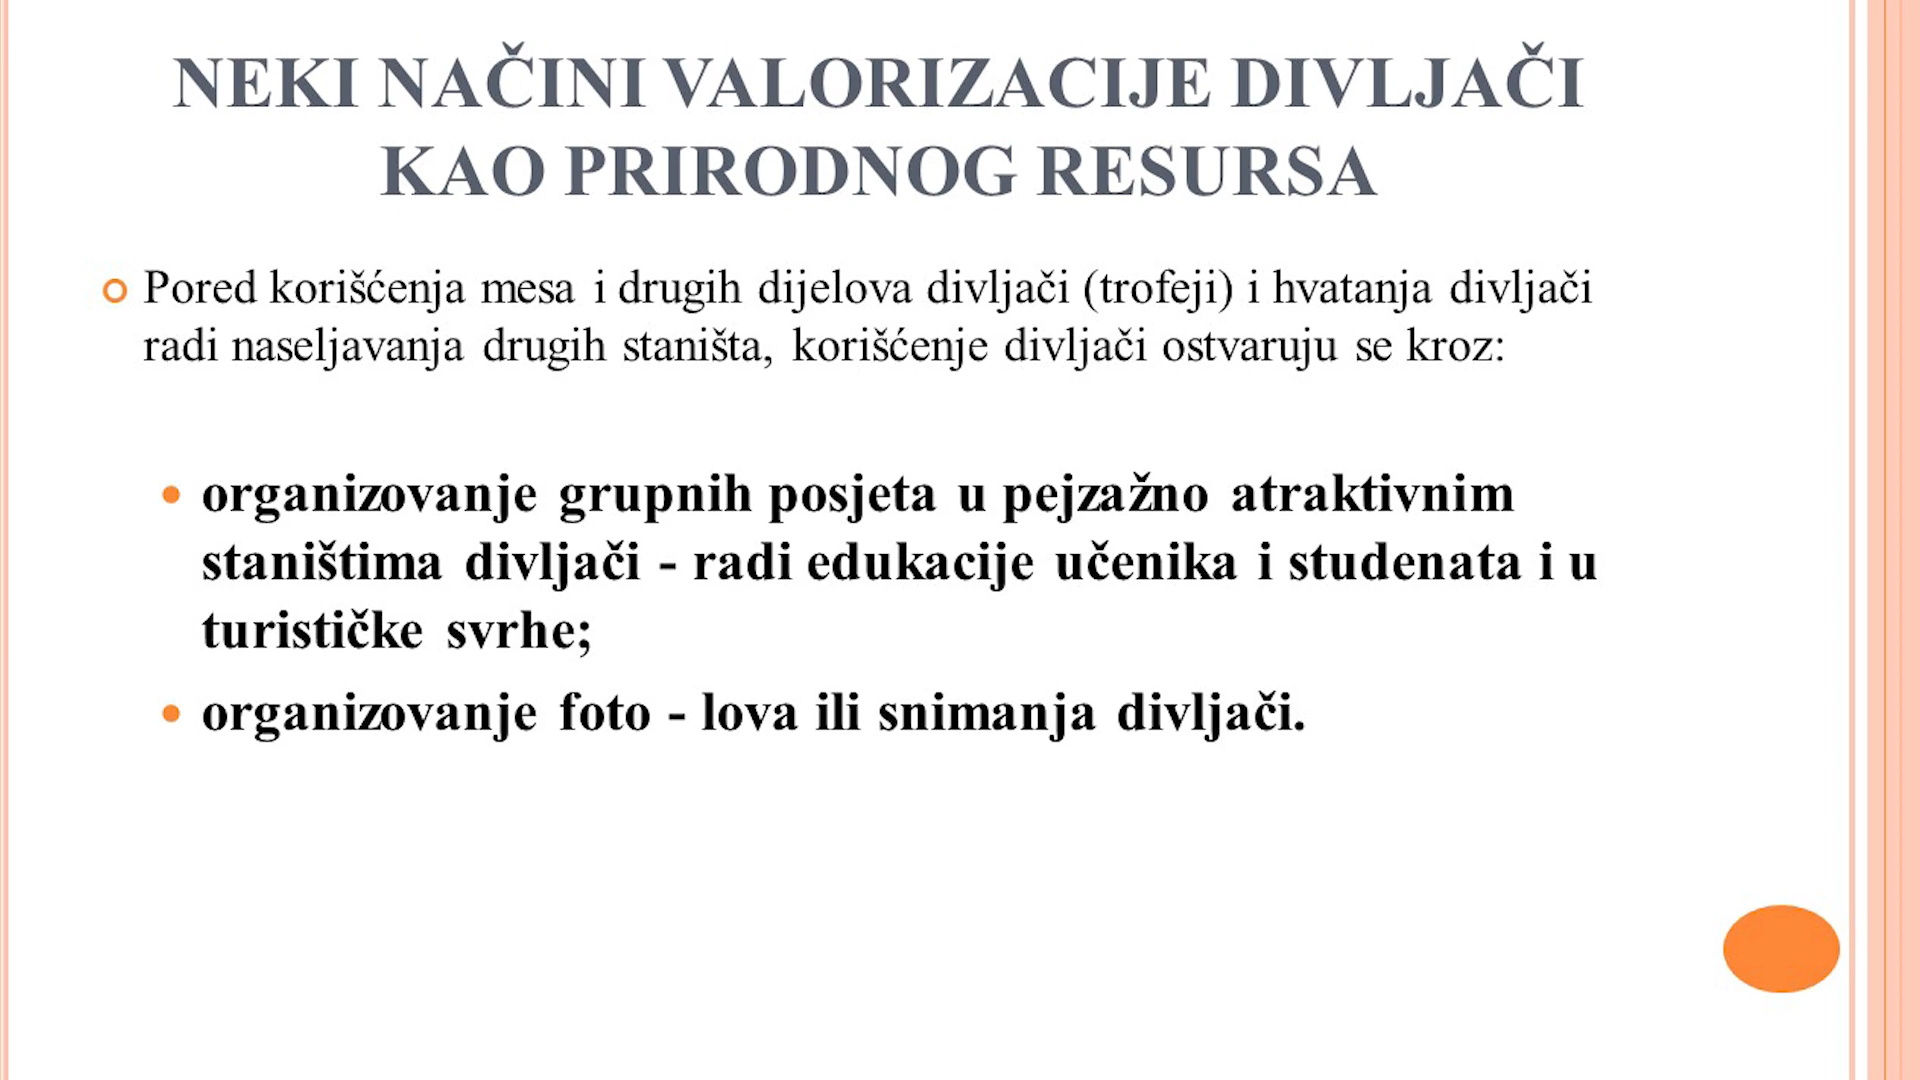 NEKI NAČINI VALORIZACIJE DIVLJAČI
KAO PRIRODNOG RESURSA
Pored korišćenja mesa i drugih dijelova divljači (trofeji) i hvatanja divljači
radi naseljavanja drugih staništa, korišćenje divljači ostvaruju se kroz:
organizovanje grupnih posjeta u pejzažno atraktivnim
staništima divljači - radi edukacije učenika i studenata i u
turističke svrhe;
organizovanje foto - lova ili snimanja divljači.